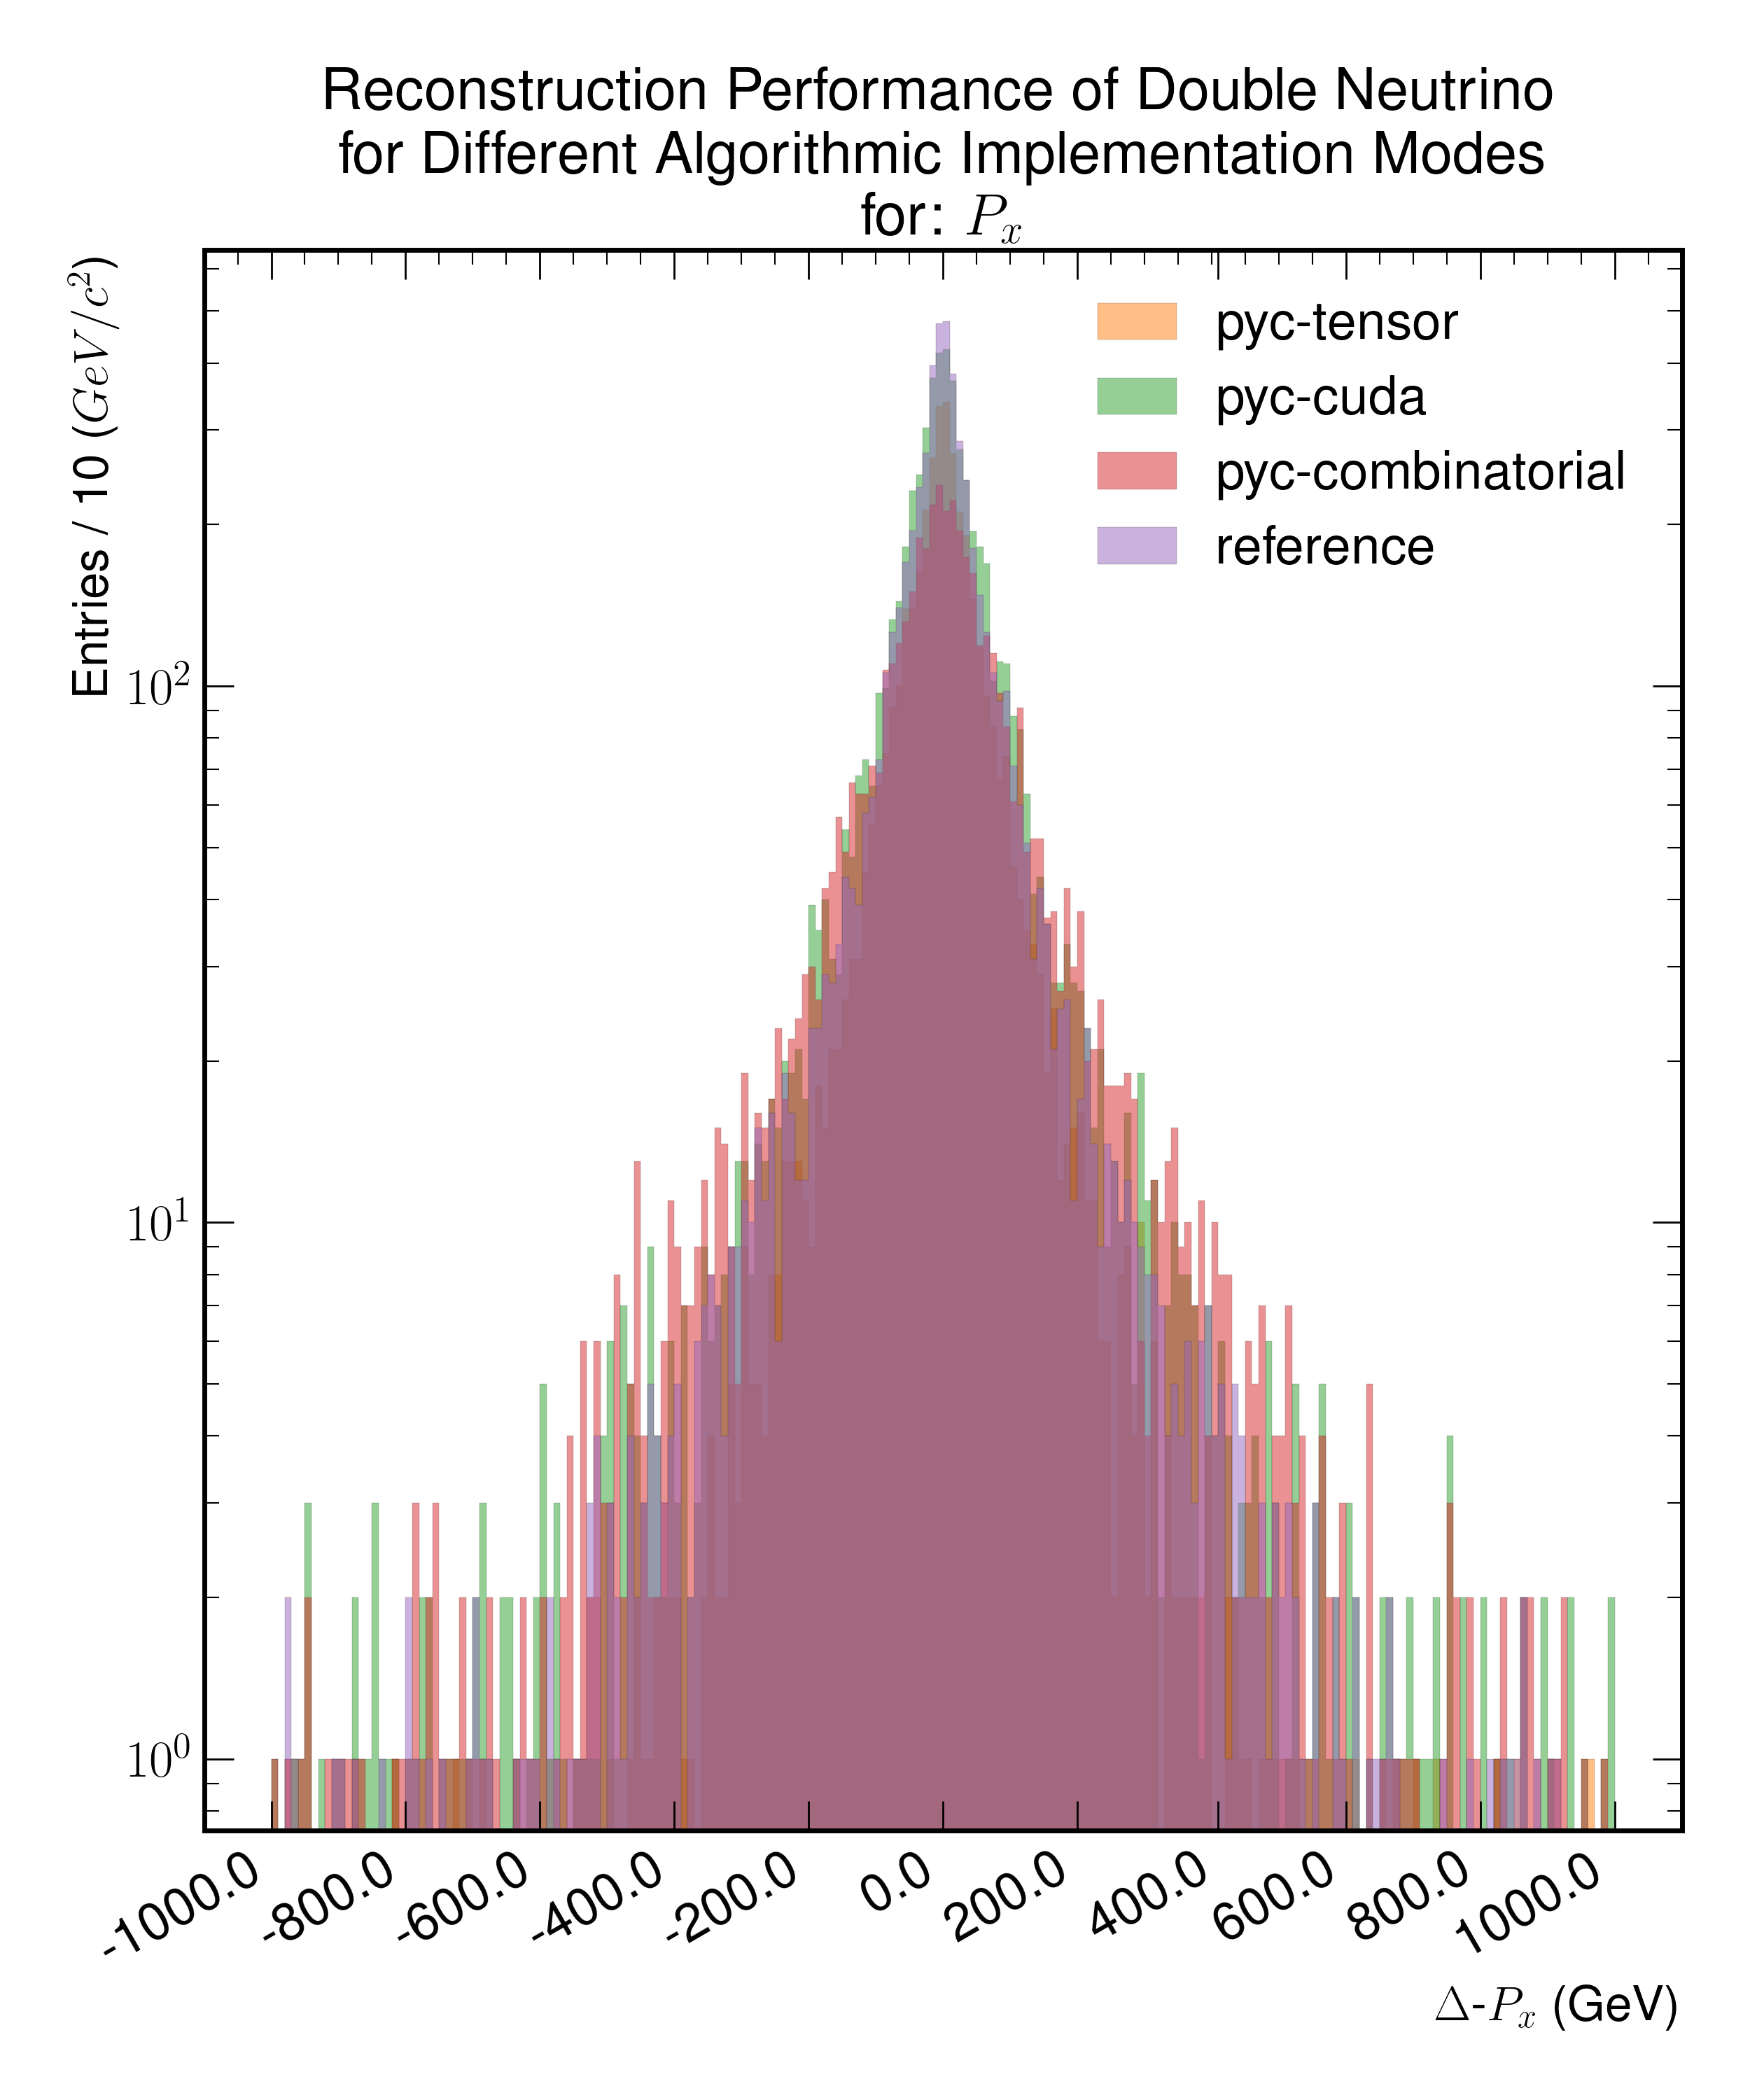 Reconstruction Performance of Double Neutrino
for Different Algorithmic Implementation Modes
for: $P_x$
Entries / 10 ($GeV/c^2$)
pyc-tensor
pyc-cuda
pyc-combinatorial
reference
$10^2$
$10^1$
$10^0$
-1000.0
-800.0
-600.0
-400.0
-200.0
0.0
200.0
400.0
600.0
800.0
1000.0
$\Delta$-$P_x$ (GeV)